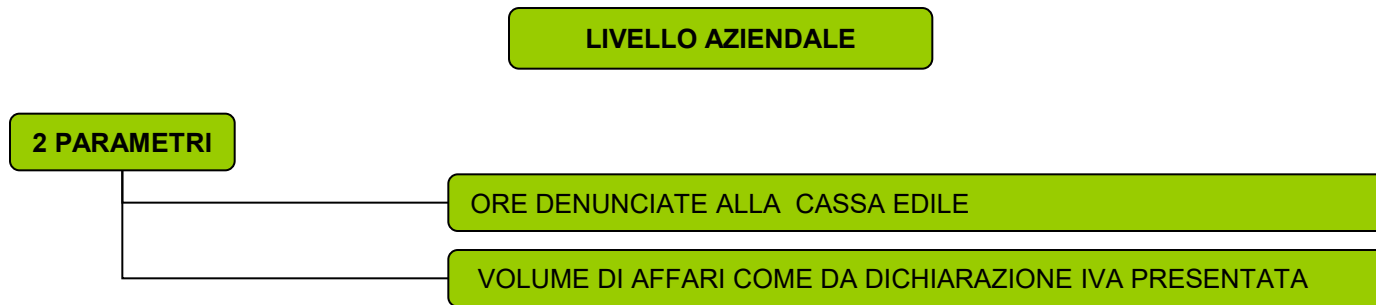 LIVELLO AZIENDALE
2 PARAMETRI
ORE DENUNCIATE ALLA CASSA EDILE
VOLUME DI AFFARI COME DA DICHIARAZIONE IVA PRESENTATA